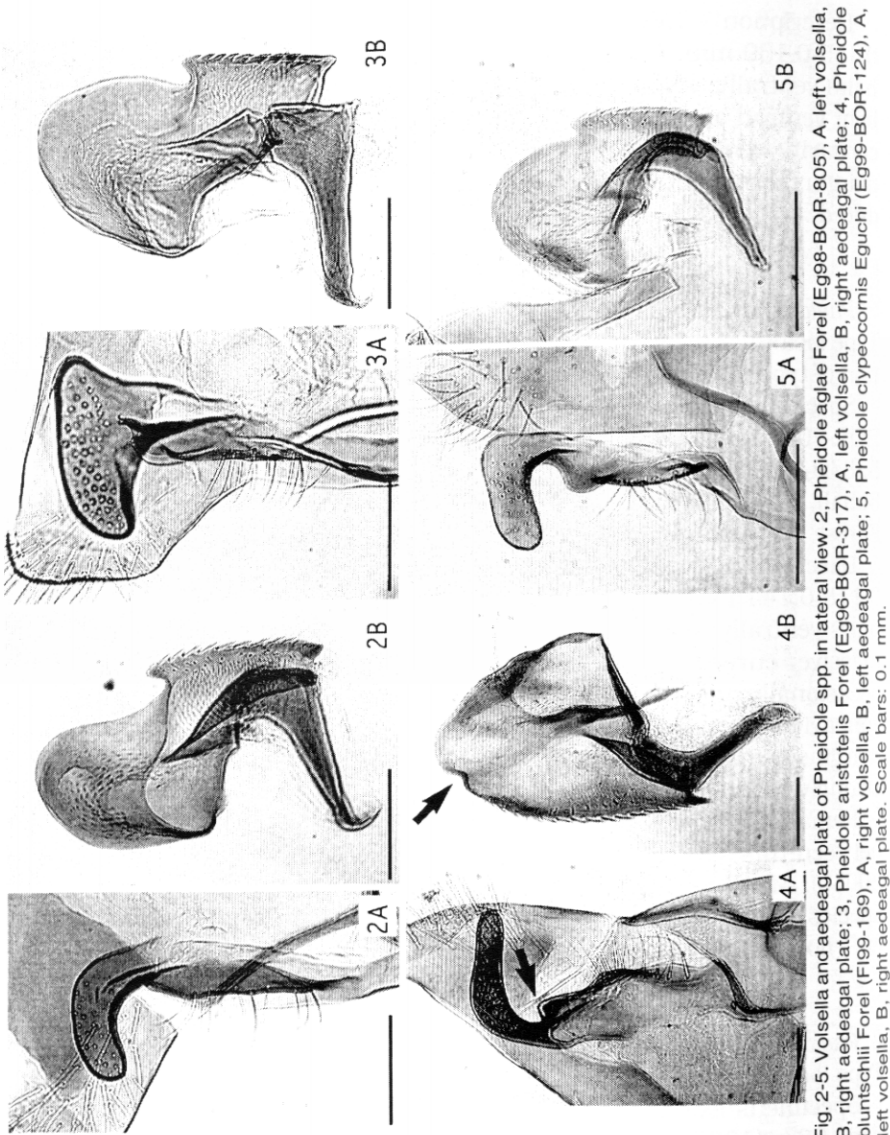 2A
2B
3A
3B
4A
4B
5A
5B
Fig. 2-5. Volsella and aedeagal plate of Pheidole spp. in lateral view. 2, Pheidole aglae Forel (Eg98-BOR-805), A, left volsella,
B, right aedeagal plate; 3, Pheidole aristotelis Forel (Eg96-BOR-317), A, left volsella, B, right aedeagal plate; 4, Pheidole
bluntschlii Forel (FI99-169), A, right volsella, B, left aedeagal plate; 5, Pheidole clypeocornis Eguchi (Eg99-BOR-124), A,
left volsella, B, right aedeagal plate. Scale bars: 0.1 mm.